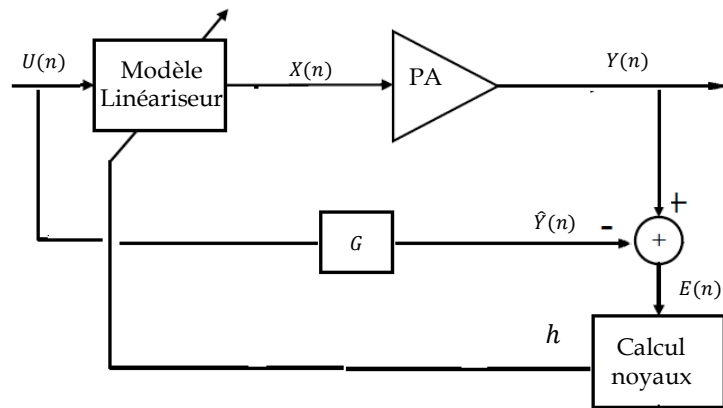 U(n)
Modèle
Linéariseur
X(n)
PA
Y(n)
+
G
Ŷ(n)
-
+
E(n)
h
Calcul
noyaux